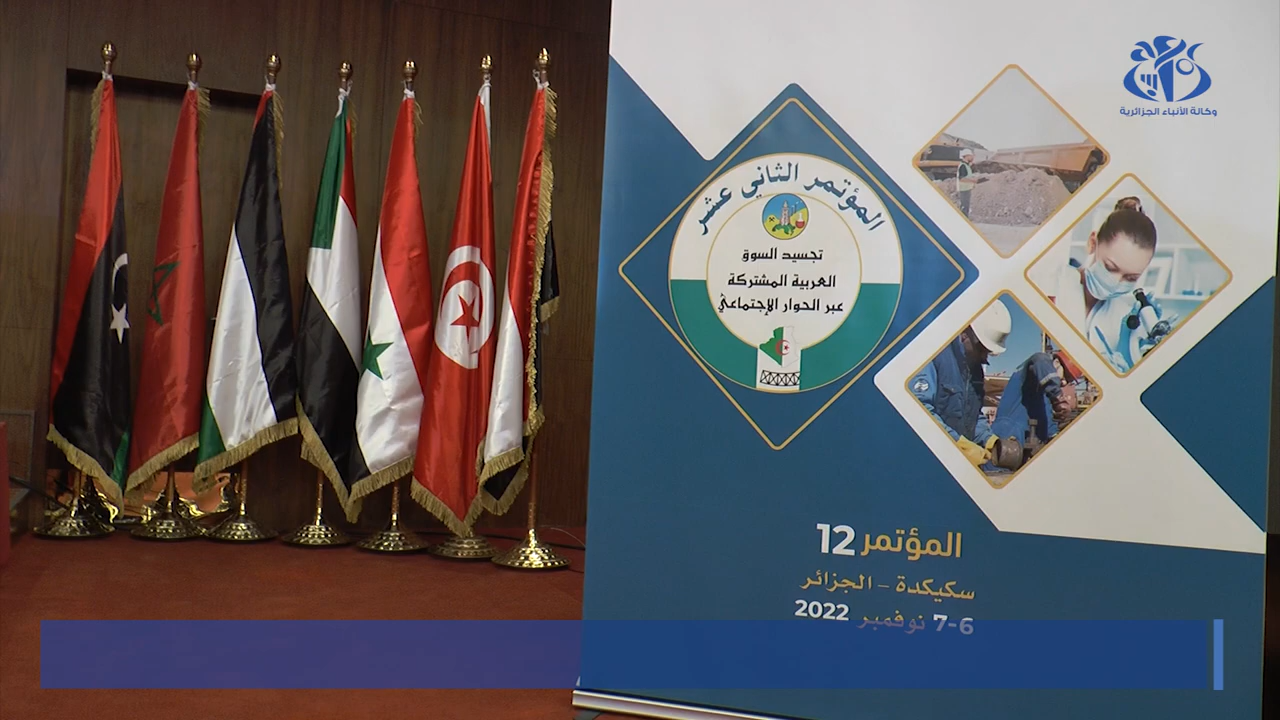 وكالة الأنباء الجزائرية
المؤتمر الثاني عشر
تجسيد السوق
العربية المشتركة
عبر الحوار الإجتماعي
المؤتمر 12
سكيكدة - الجزائر
6-7 نوفمبر 2022